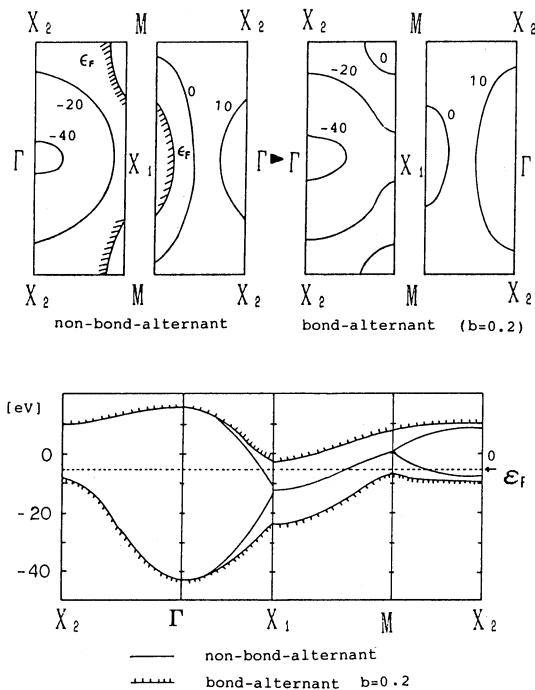 X2 M X2 X2 M X2
εF -20 -40 0 εF 10 -20 0 -40 0 10
Γ X1 Γ ► Γ X1 Γ
X2 M X2 X2 M X2
non-bond-alternant bond-alternant (b=0.2)
[eV]
0 0
εF
-20
-40
X2 Γ X1 M X2
non-bond-alternant
bond-alternant b=0.2